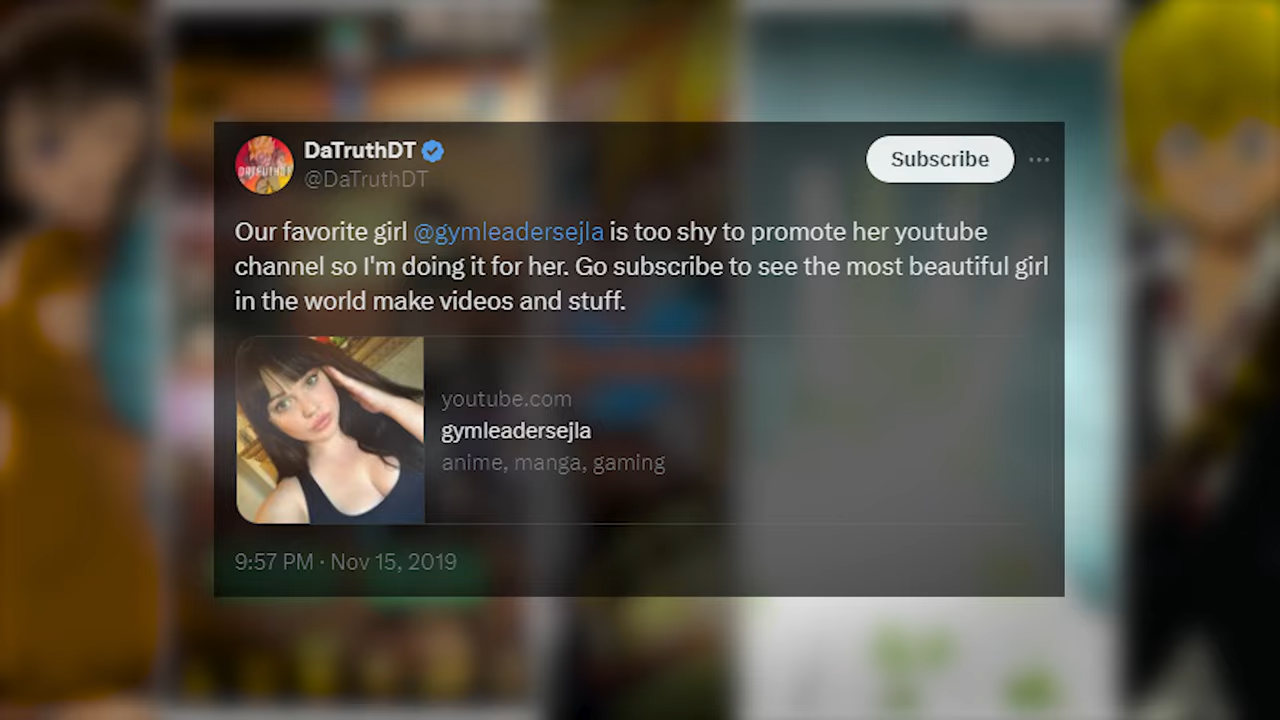 DaTruthDT
@DaTruthDT
Subscribe
Our favorite girl @gymleadersejla is too shy to promote her youtube
channel so I'm doing it for her. Go subscribe to see the most beautiful girl
in the world make videos and stuff.
youtube.com
gymleadersejla
anime, manga, gaming
9:57 PM · Nov 15, 2019